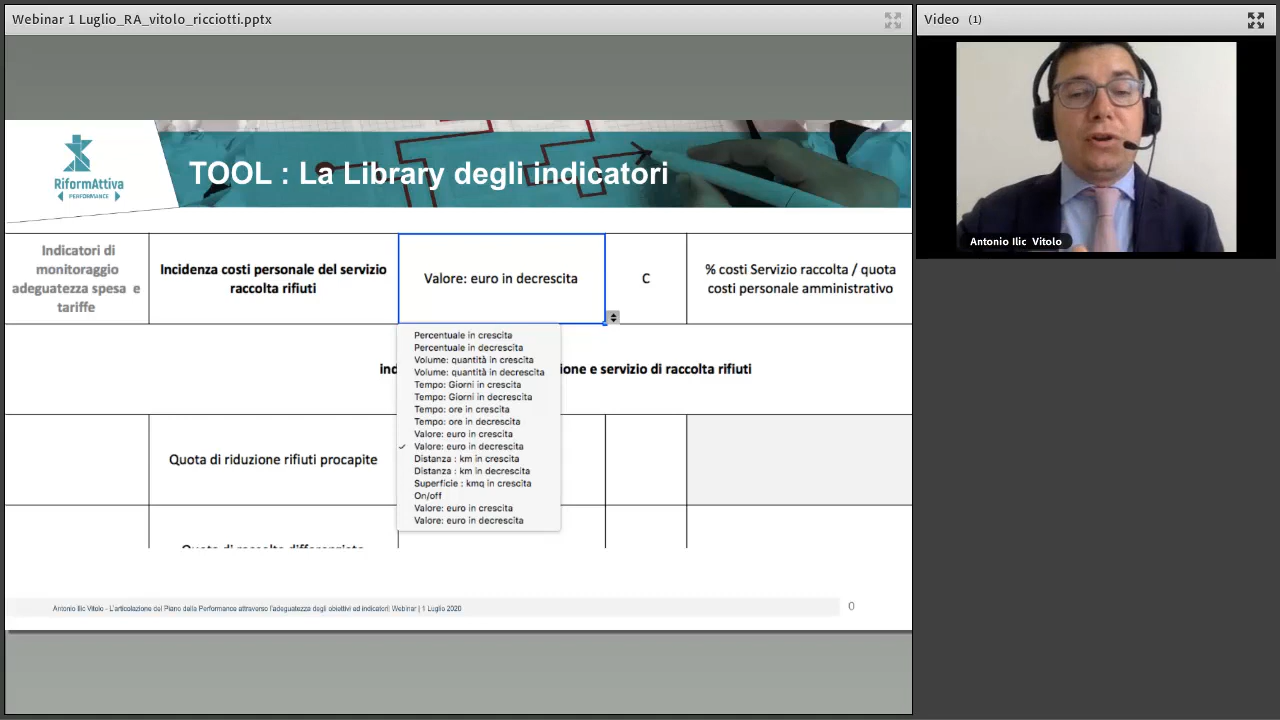 Webinar 1 Luglio_RA_vitolo_ricciotti.pptx
Video (1)
RiformAttiva
PERFORMANCE
TOOL : La Library degli indicatori
Indicatori di
monitoraggio
adeguatezza spesa e
tariffe
Incidenza costi personale del servizio
raccolta rifiuti
Valore: euro in decrescita
C
% costi Servizio raccolta / quota
costi personale amministrativo
Percentuale in crescita
Percentuale in decrescita
Volume: quantità in crescita
Volume: quantità in decrescita
Tempo: Giorni in crescita
Tempo: Giorni in decrescita
Tempo: ore in crescita
Tempo: ore in decrescita
Valore: euro in crescita
Valore: euro in decrescita
Distanza : km in crescita
Distanza : km in decrescita
Superficie : kmq in crescita
On/off
Valore: euro in crescita
Valore: euro in decrescita
ind
ione e servizio di raccolta rifiuti
Quota di riduzione rifiuti procapite
Antonio Ilic Vitolo - L'articolazione del Piano della Performance attraverso l'adeguatezza degli obiettivi ed indicatori| Webinar | 1 Luglio 2020
0
Antonio Ilic Vitolo